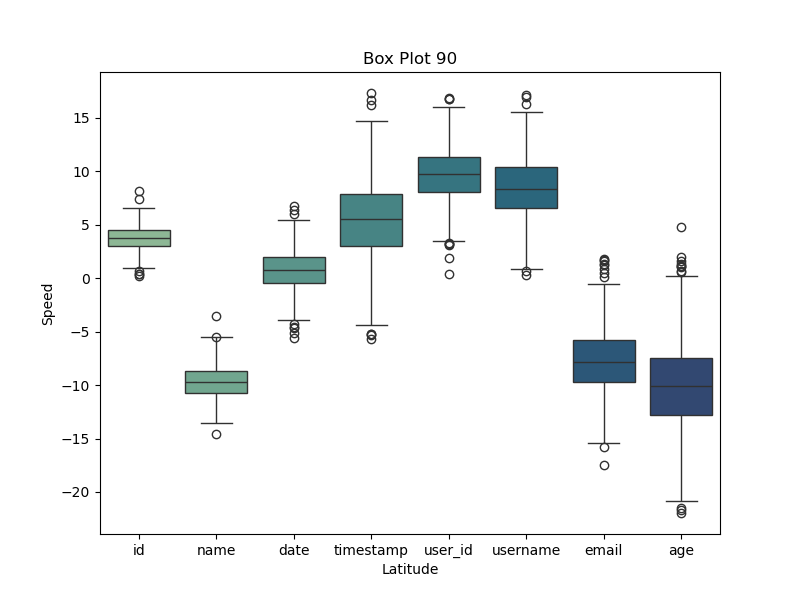 Box Plot 90
Speed
15
10
5
0
−5
−10
−15
−20
id name date timestamp user_id username email age
Latitude